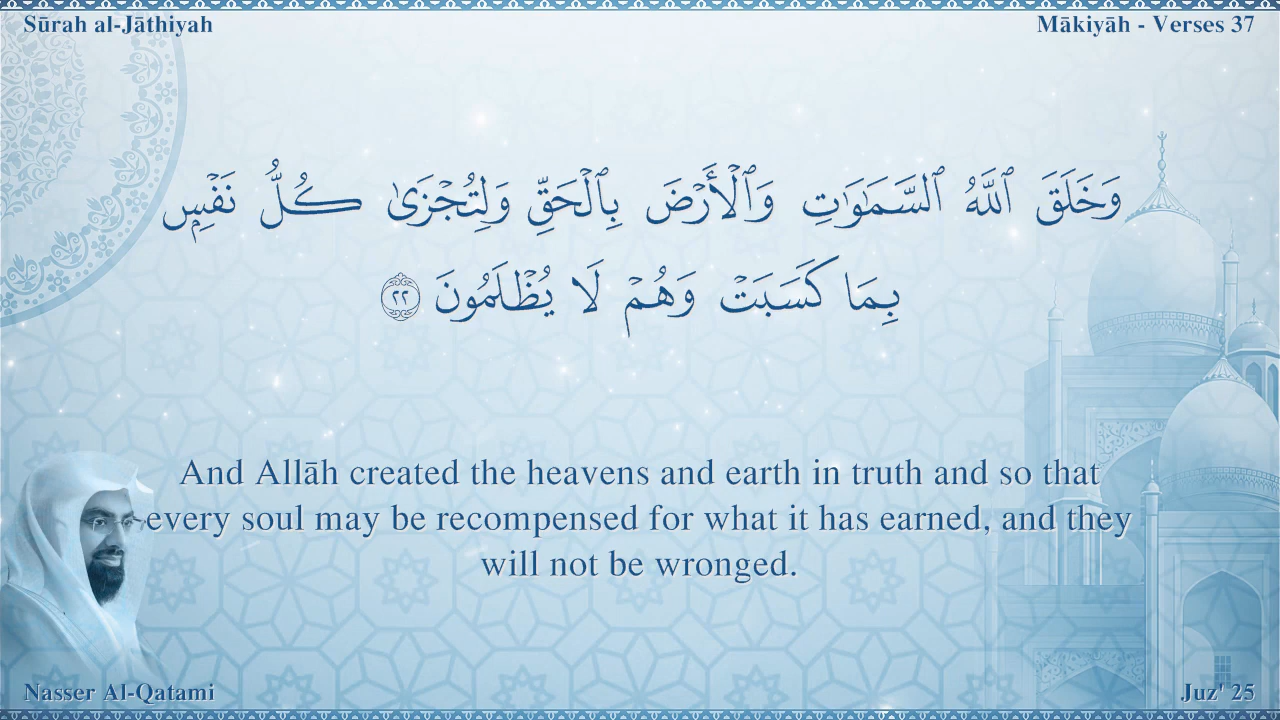 Sūrah al-Jāthiyah
Mākiyāh - Verses 37
وَخَلَقَ ٱللَّهُ ٱلسَّمَٰوَٰتِ وَٱلْأَرْضَ بِٱلْحَقِّ وَلِتُجْزَىٰ كُلُّ نَفْسٍۭ
بِمَا كَسَبَتْ وَهُمْ لَا يُظْلَمُونَ ٢٢
And Allāh created the heavens and earth in truth and so that
every soul may be recompensed for what it has earned, and they
will not be wronged.
Nasser Al-Qatami
Juz' 25